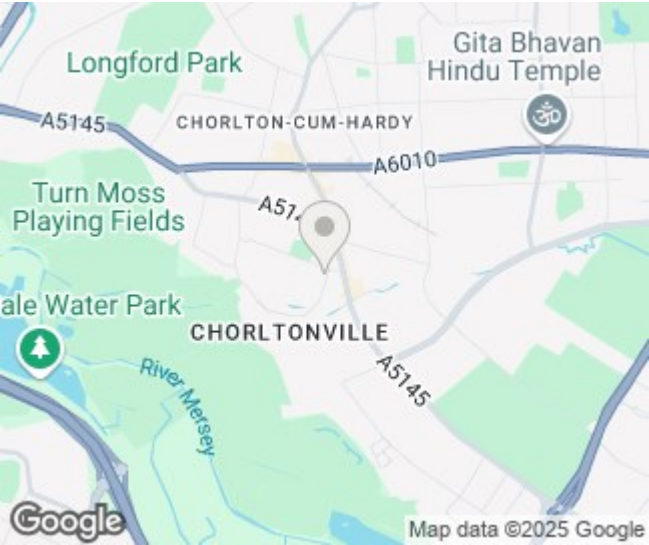 Gita Bhavan
Hindu Temple
Longford Park
A5145
CHORLTON-CUM-HARDY
A6010
Turn Moss
Playing Fields
ale Water Park
CHORLTONVILLE
A5145
River Mersey
Google
Map data ©2025 Google